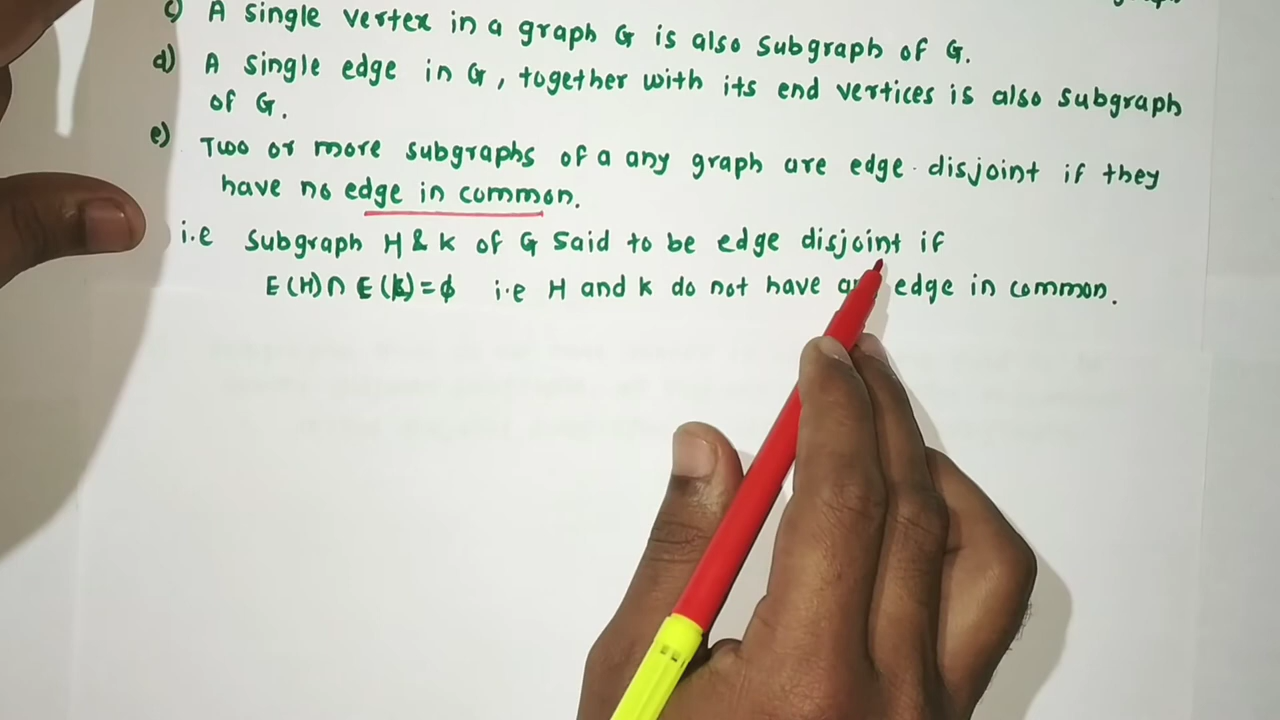 c) A single vertex in a graph G is also subgraph of G.
d) A single edge in G, together with its end vertices is also subgraph
of G.
e) Two or more subgraphs of a any graph are edge disjoint if they
have no edge in common.
i.e subgraph H & K of G said to be edge disjoint if
E(H)∩ E(K)=ϕ i.e H and K do not have edge in common.